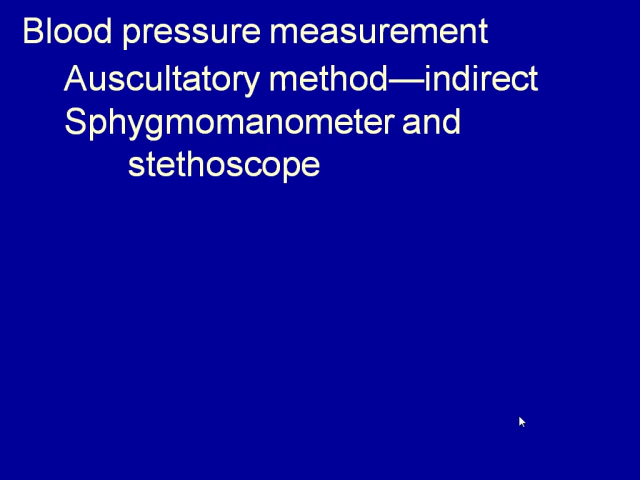 Blood pressure measurement
Auscultatory method—indirect
Sphygmomanometer and
stethoscope